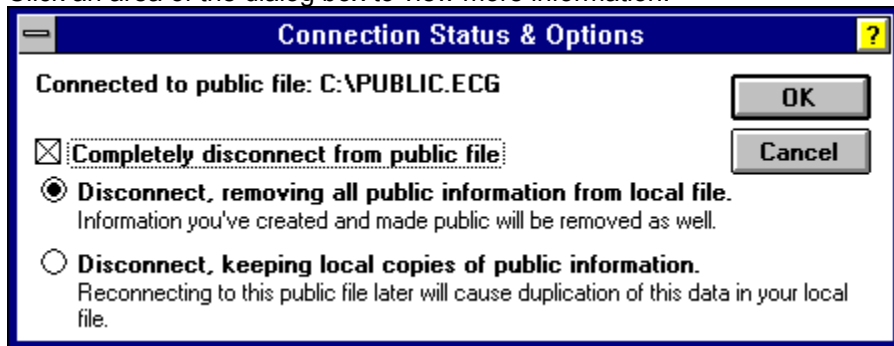 Click an area of the dialog box to view more information.
Connection Status & Options ?
Connected to public file: C:\PUBLIC.ECG
OK
Completely disconnect from public file
Cancel
Disconnect, removing all public information from local file.
Information you've created and made public will be removed as well.
Disconnect, keeping local copies of public information.
Reconnecting to this public file later will cause duplication of this data in your local
file.